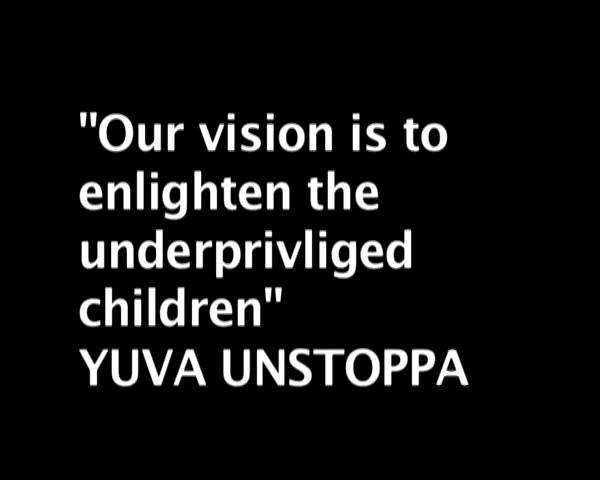 "Our vision is to
enlighten the
underprivliged
children"
YUVA UNSTOPPA